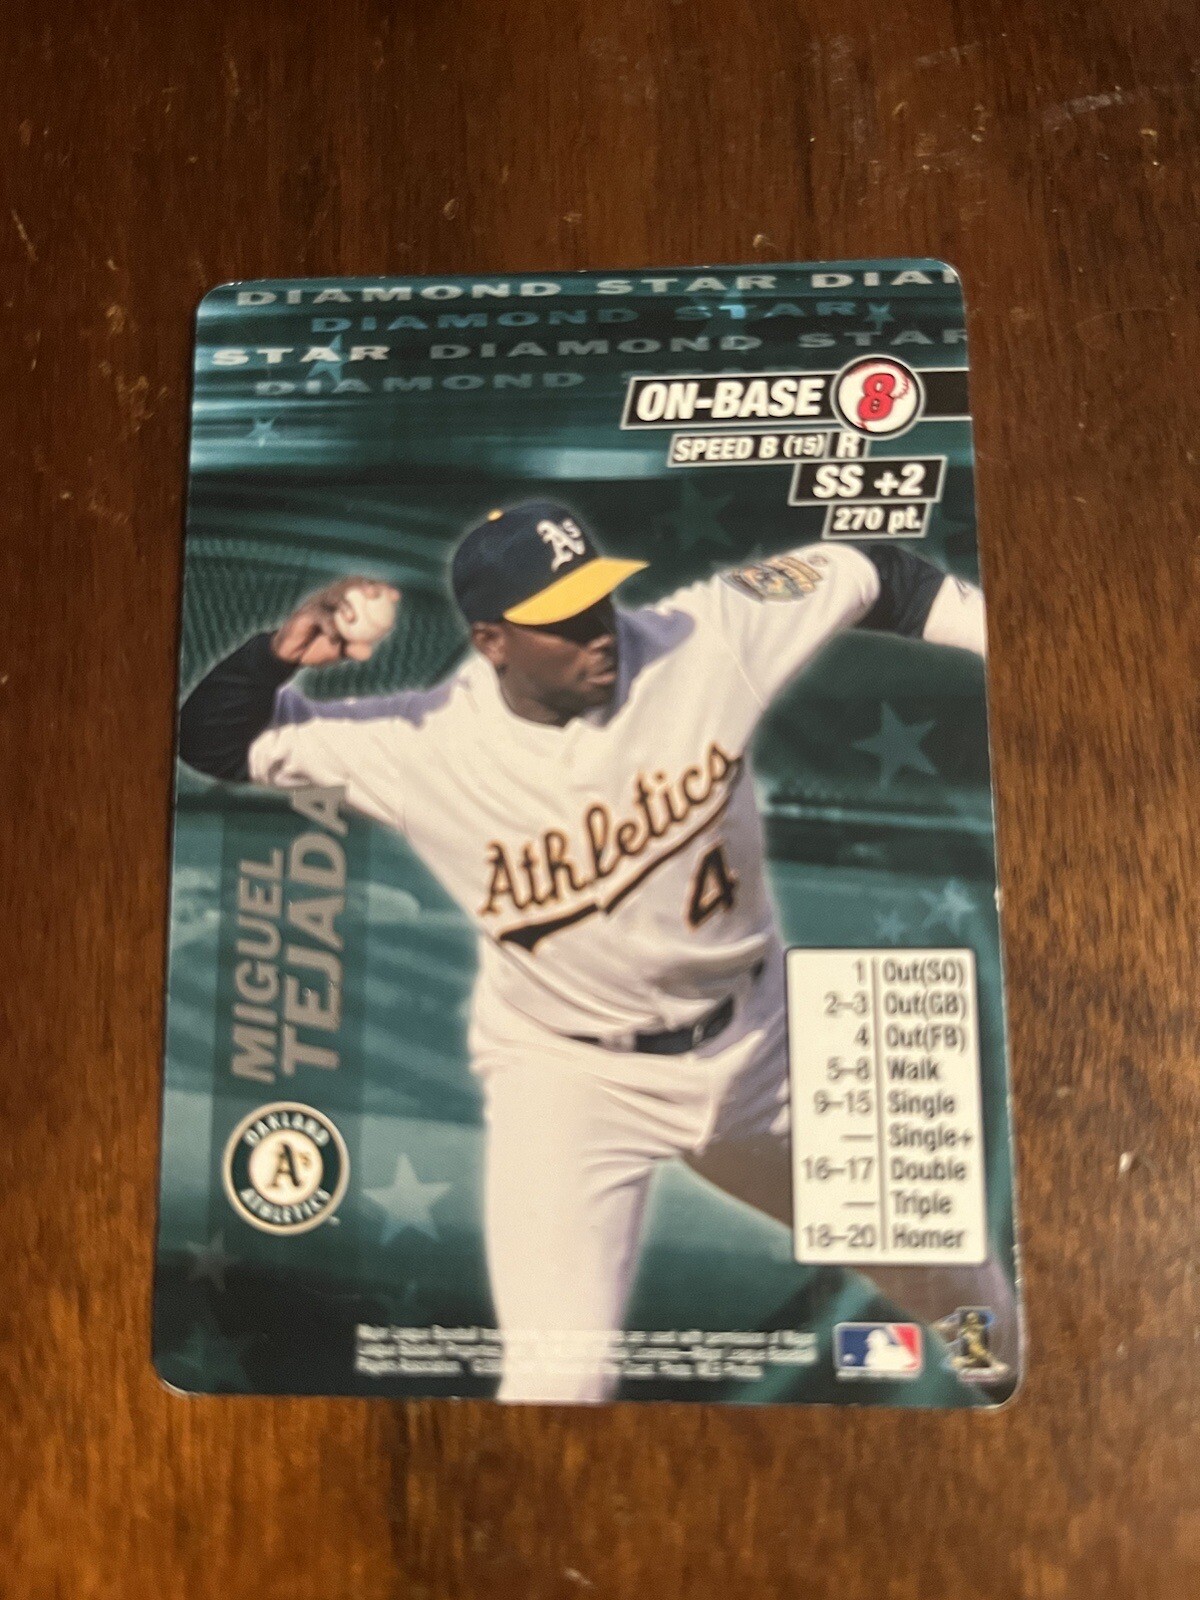 DIAMOND STAR DIAM
DIAMOND STAR
STAR DIAMOND STAR
DIAMOND
ON-BASE 8
SPEED B (15) R
SS +2
270 pt.
A's
Athletics
4
MIGUEL
TEJADA
OAKLAND
A's
ATHLETICS
1 Out(SO)
2–3 Out(GB)
4 Out(FB)
5–8 Walk
9–15 Single
— Single+
16–17 Double
— Triple
18–20 Homer